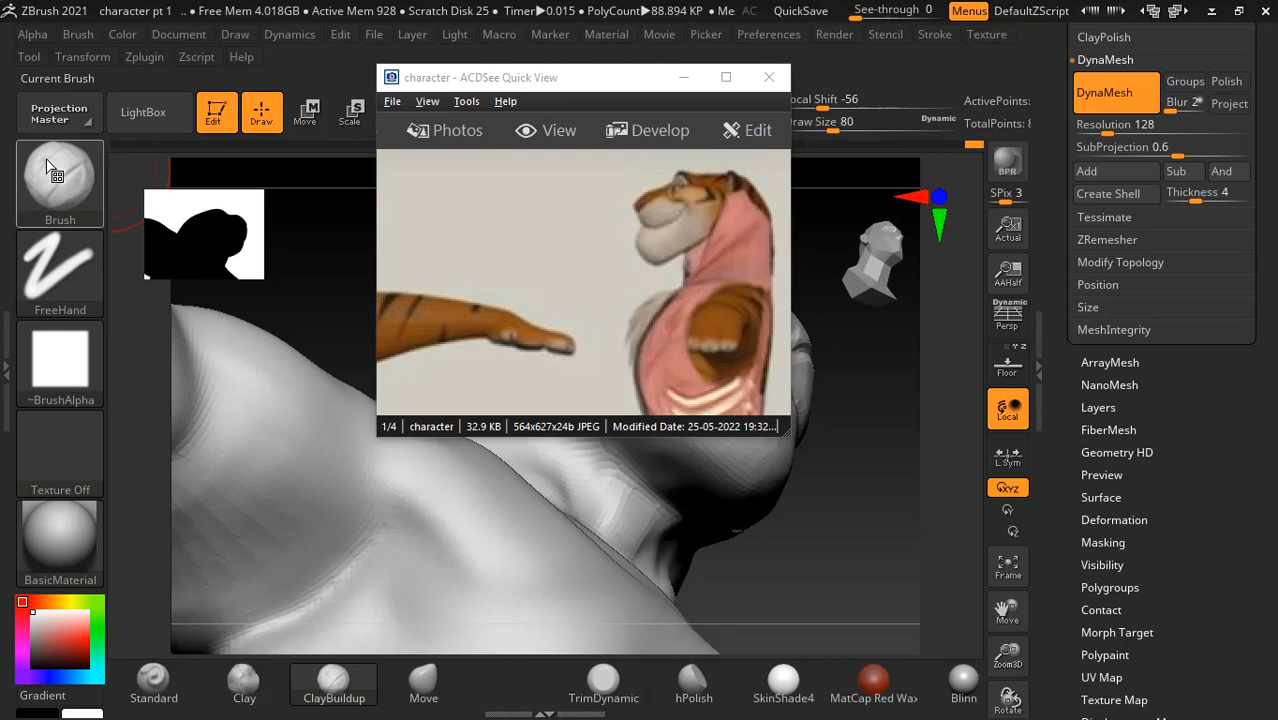 ZBrush 2021 character pt 1 .. • Free Mem 4.018GB • Active Mem 928 • Scratch Disk 25 • Timer▶0.015 • PolyCount▶88.894 KP • Me AC QuickSave See-through 0 Menus DefaultZScript
Alpha Brush Color Document Draw Dynamics Edit File Layer Light Macro Marker Material Movie Picker Preferences Render Stencil Stroke Texture
Tool Transform Zplugin Zscript Help
Current Brush
Projection Master
LightBox
Edit
Draw
Move
Scale
ocal Shift -56
ActivePoints:
raw Size 80
Dynamic
TotalPoints: 8
character - ACDSee Quick View
File View Tools Help
Photos View Develop Edit
1/4 character 32.9 KB 564x627x24b JPEG Modified Date: 25-05-2022 19:32...
Brush
FreeHand
~BrushAlpha
Texture Off
BasicMaterial
Gradient
Standard
Clay
ClayBuildup
Move
TrimDynamic
hPolish
SkinShade4
MatCap Red Wa
Blinn
BPR
SPix 3
Actual
AAHalf
Dynamic
Persp
Floor
Local
L.Sym
XYZ
Y
Z
Frame
Move
Zoom3D
Rotate
ClayPolish
DynaMesh
DynaMesh
Groups Polish
Blur 2
Project
Resolution 128
SubProjection 0.6
Add Sub And
Create Shell Thickness 4
Tessimate
ZRemesher
Modify Topology
Position
Size
MeshIntegrity
ArrayMesh
NanoMesh
Layers
FiberMesh
Geometry HD
Preview
Surface
Deformation
Masking
Visibility
Polygroups
Contact
Morph Target
Polypaint
UV Map
Texture Map